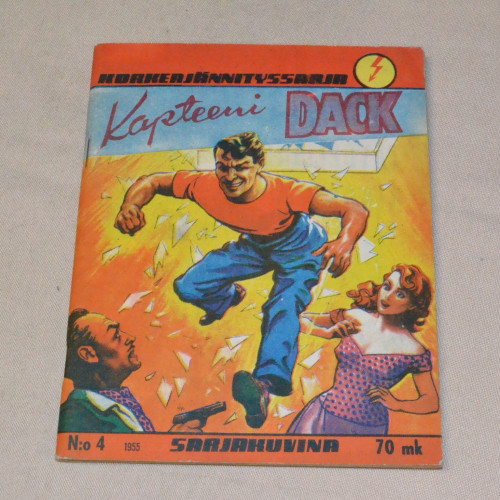 KORKEAJÄNNITYSSARJA
Kapteeni DACK
N:o 4 1955 SARJAKUVINA 70 mk